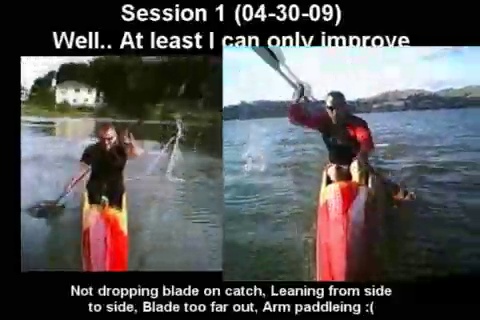 Session 1 (04-30-09)
Well.. At least I can only improve
Not dropping blade on catch, Leaning from side
to side, Blade too far out, Arm paddleing :(